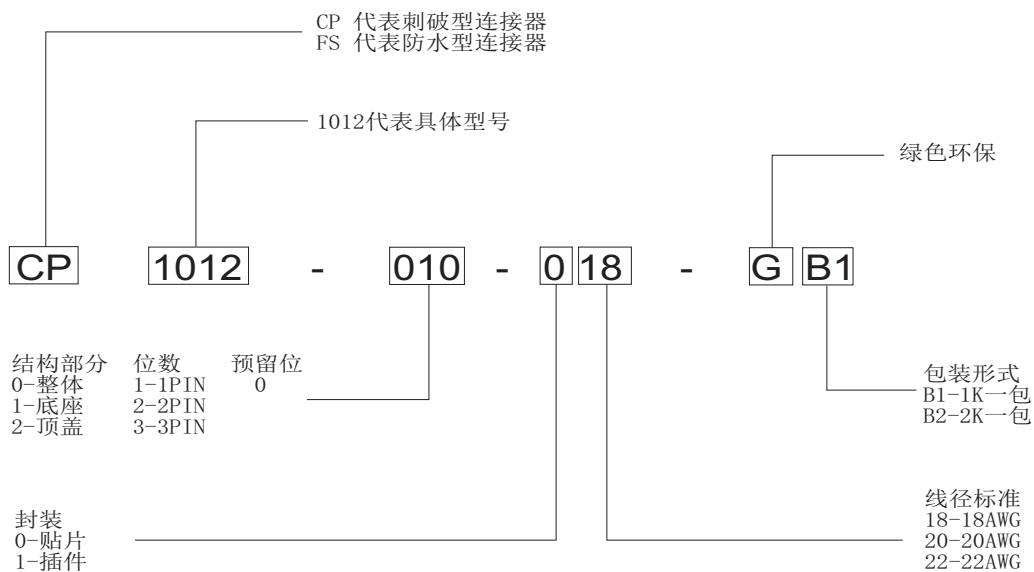 CP 代表刺破型连接器
FS 代表防水型连接器
1012代表具体型号
绿色环保
CP 1012 - 010 - 0 18 - G B1
结构部分 位数 预留位
0-整体 1-1PIN 0
1-底座 2-2PIN
2-顶盖 3-3PIN
包装形式
B1-1K一包
B2-2K一包
封装
0-贴片
1-插件
线径标准
18-18AWG
20-20AWG
22-22AWG